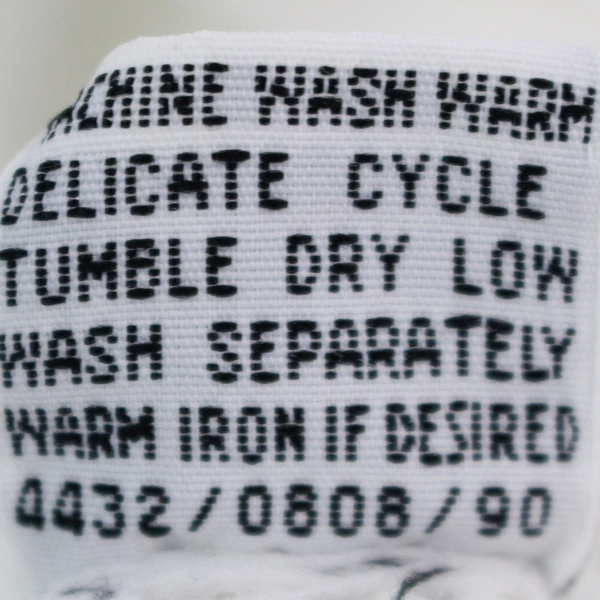 MACHINE WASH WARM
DELICATE CYCLE
TUMBLE DRY LOW
WASH SEPARATELY
WARM IRON IF DESIRED
4432/0808/90